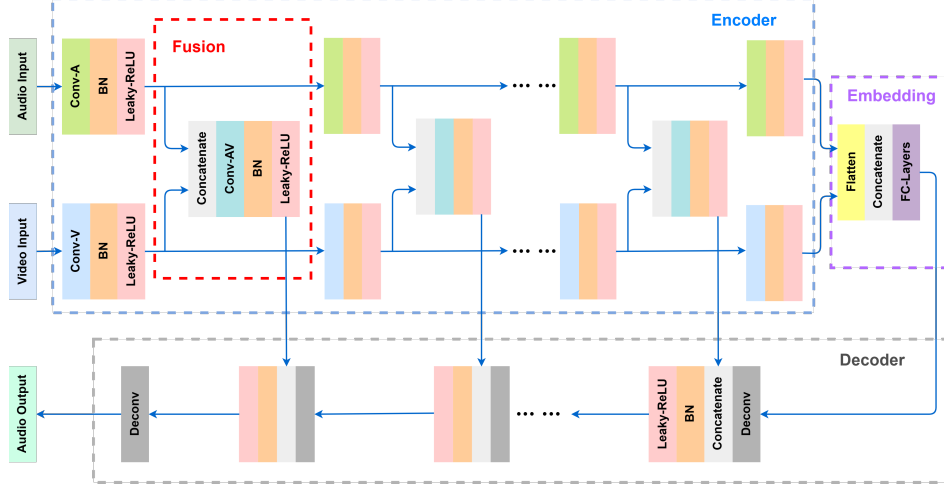 Encoder
Fusion
Audio Input
Conv-A
BN
Leaky-ReLU
... ...
Embedding
Concatenate
Conv-AV
BN
Leaky-ReLU
Flatten
Concatenate
FC-Layers
Video Input
Conv-V
BN
Leaky-ReLU
... ...
Decoder
Audio Output
Deconv
... ...
Leaky-ReLU
BN
Concatenate
Deconv